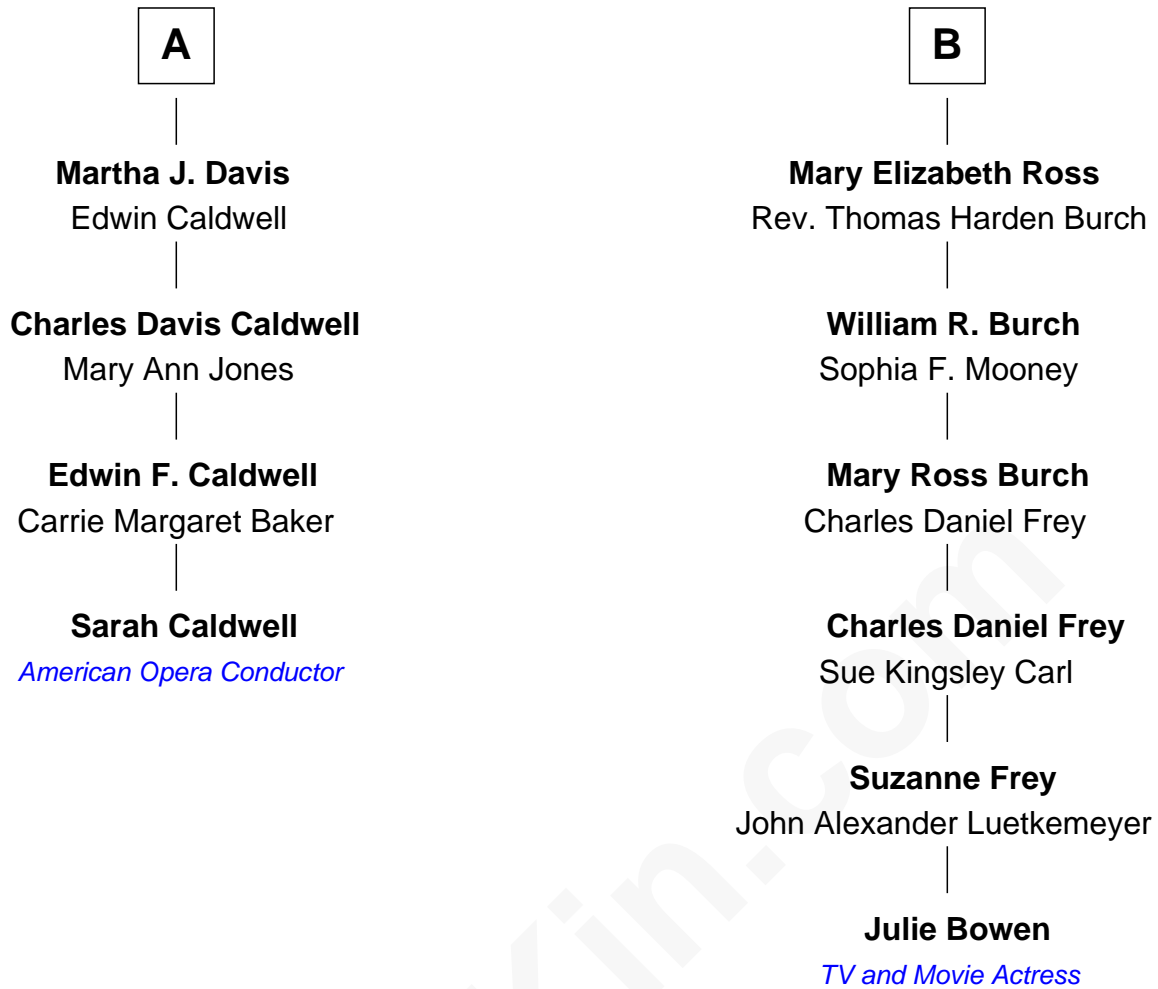 A
Martha J. Davis
Edwin Caldwell
Charles Davis Caldwell
Mary Ann Jones
Edwin F. Caldwell
Carrie Margaret Baker
Sarah Caldwell
American Opera Conductor
B
Mary Elizabeth Ross
Rev. Thomas Harden Burch
William R. Burch
Sophia F. Mooney
Mary Ross Burch
Charles Daniel Frey
Charles Daniel Frey
Sue Kingsley Carl
Suzanne Frey
John Alexander Luetkemeyer
Julie Bowen
TV and Movie Actress
Kin.com